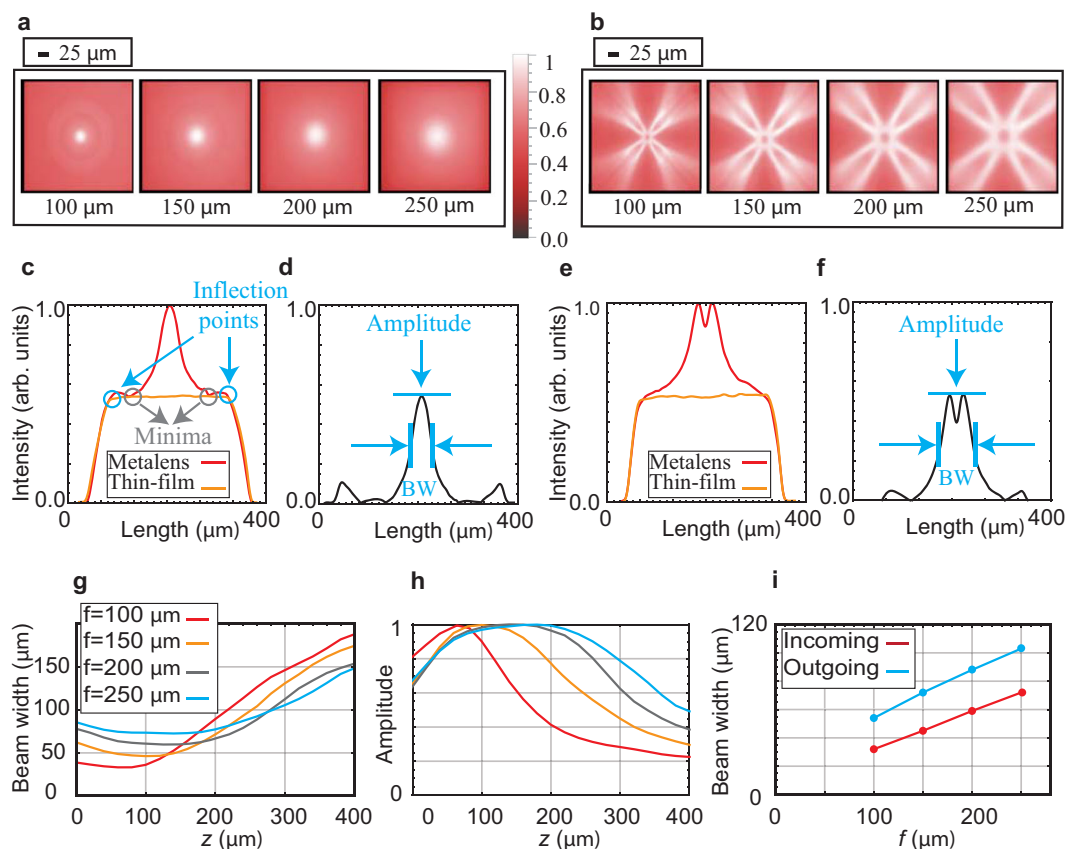 a
25 µm
100 µm 150 µm 200 µm 250 µm
1
0.8
0.6
0.4
0.2
0.0
b
25 µm
100 µm 150 µm 200 µm 250 µm
c
Intensity (arb. units)
1.0
0.0
Inflection
points
Minima
Metalens
Thin-film
0 400
Length (µm)
d
1.0
0.0
Amplitude
BW
0 400
Length (µm)
e
Intensity (arb. units)
1.0
0.0
Metalens
Thin-film
0 400
Length (µm)
f
1.0
0.0
Amplitude
BW
0 400
Length (µm)
g
Beam width (µm)
150
100
50
0
f=100 µm
f=150 µm
f=200 µm
f=250 µm
0 100 200 300 400
z (µm)
h
Amplitude
1
0
0 100 200 300 400
z (µm)
i
Beam width (µm)
120
0
Incoming
Outgoing
0 100 200
f (µm)